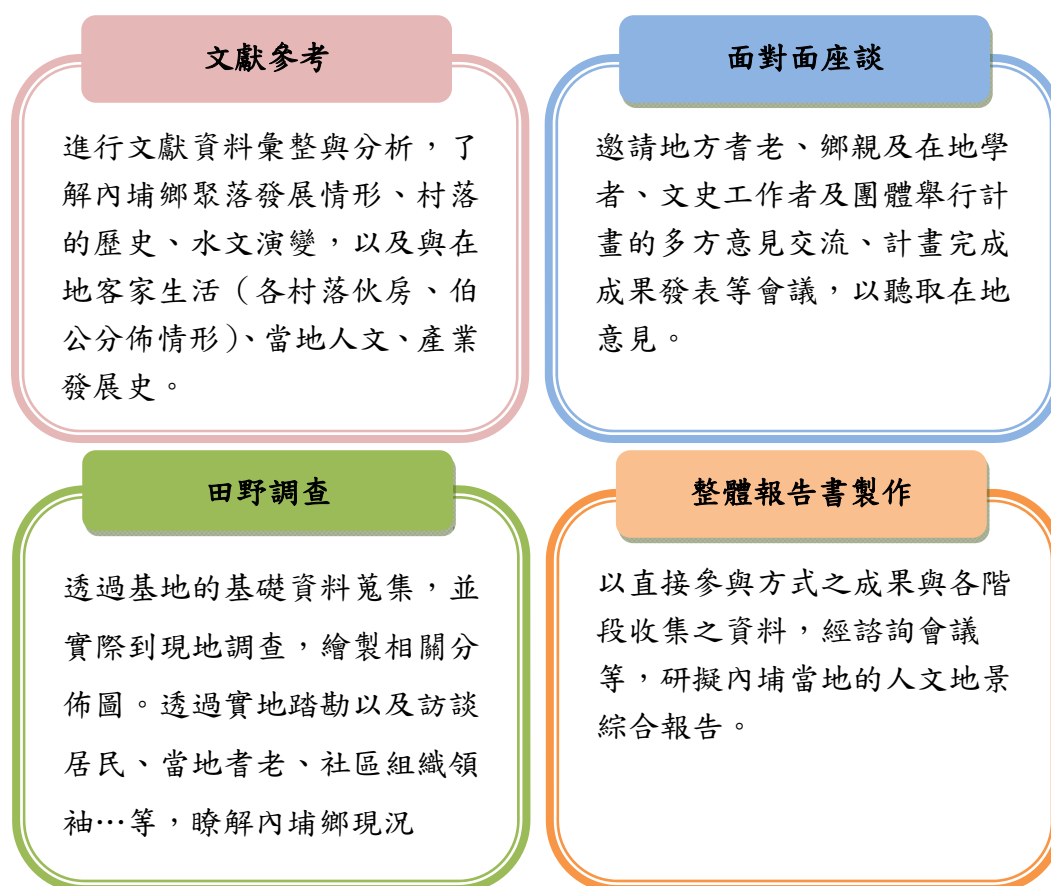 文獻參考
進行文獻資料彙整與分析，了
解內埔鄉聚落發展情形、村落
的歷史、水文演變，以及與在
地客家生活（各村落伙房、伯
公分佈情形）、當地人文、產業
發展史。
面對面座談
邀請地方耆老、鄉親及在地學
者、文史工作者及團體舉行計
畫的多方意見交流、計畫完成
成果發表等會議，以聽取在地
意見。
田野調查
透過基地的基礎資料蒐集，並
實際到現地調查，繪製相關分
佈圖。透過實地踏勘以及訪談
居民、當地耆老、社區組織領
袖…等，瞭解內埔鄉現況
整體報告書製作
以直接參與方式之成果與各階
段收集之資料，經諮詢會議
等，研擬內埔當地的人文地景
綜合報告。